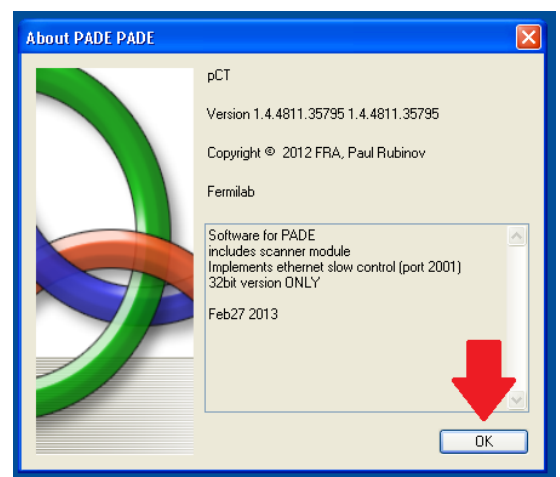 About PADE PADE
pCT
Version 1.4.4811.35795 1.4.4811.35795
Copyright © 2012 FRA, Paul Rubinov
Fermilab
Software for PADE
includes scanner module
Implements ethernet slow control (port 2001)
32bit version ONLY
Feb27 2013
OK